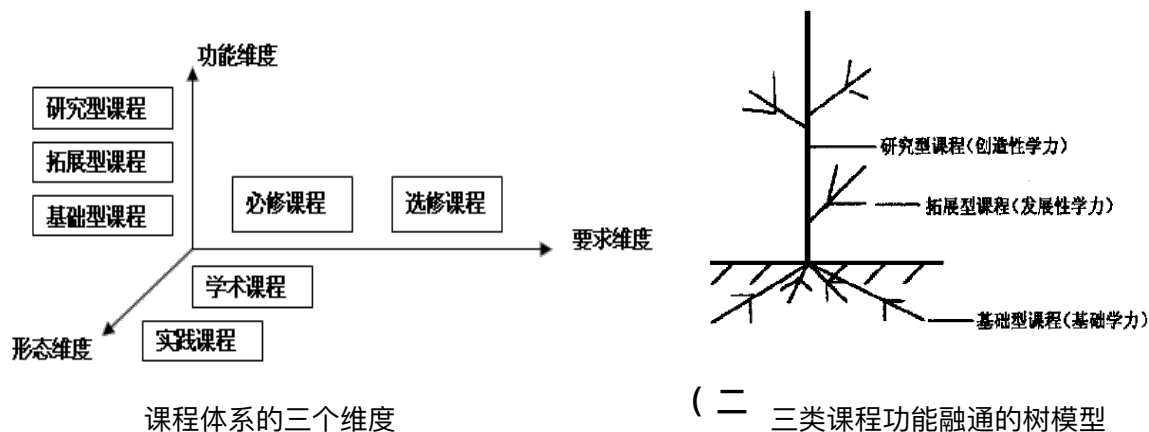 功能维度
研究型课程
拓展型课程
基础型课程
必修课程
选修课程
要求维度
学术课程
实践课程
形态维度
课程体系的三个维度
研究型课程(创造性学力)
拓展型课程(发展性学力)
基础型课程(基础学力)
(二
三类课程功能融通的树模型